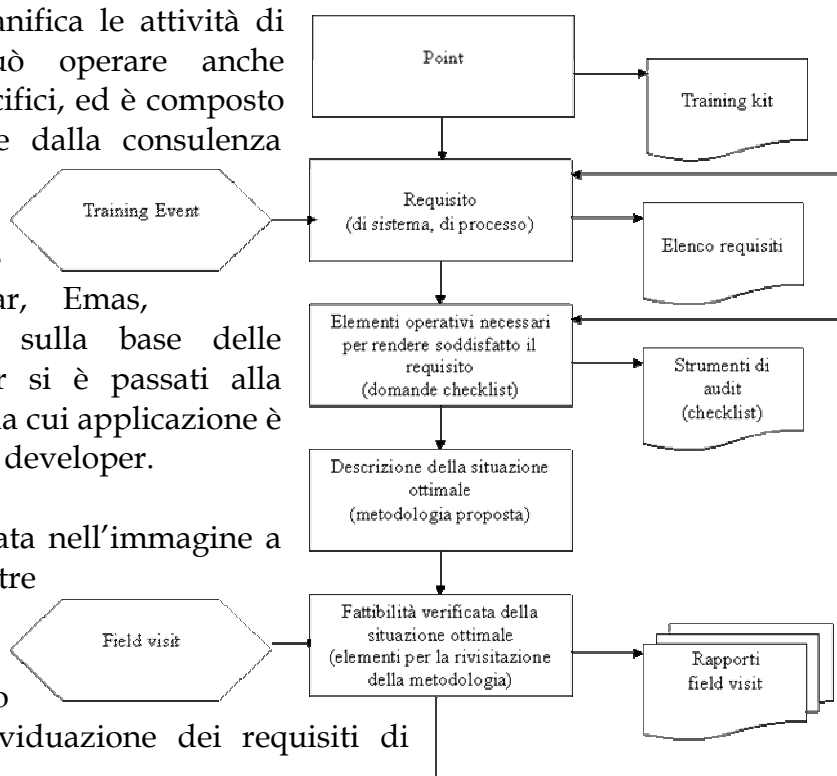 anifica le attività di
uò operare anche
cifici, ed è composto
e dalla consulenza
ar, Emas,
sulla base delle
r si è passati alla
la cui applicazione è
developer.
ata nell'immagine a
tre
o
viduazione dei requisiti di
Point
Training kit
Training Event
Requisito
(di sistema, di processo)
Elenco requisiti
Elementi operativi necessari
per rendere soddisfatto il
requisito
(domande checklist)
Strumenti di
audit
(checklist)
Descrizione della situazione
ottimale
(metodologia proposta)
Field visit
Fattibilità verificata della
situazione ottimale
(elementi per la rivisitazione
della metodologia)
Rapporti
field visit